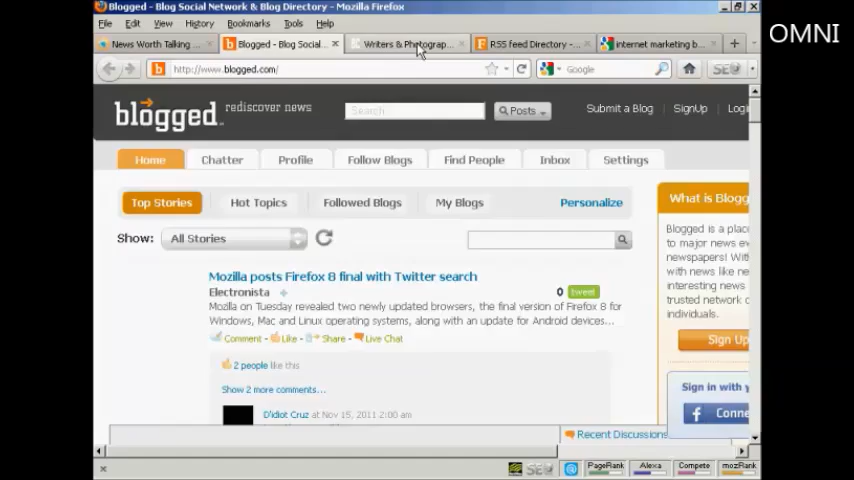 Blogged - Blog Social Network & Blog Directory - Mozilla Firefox
File Edit View History Bookmarks Tools Help
OMNI
News Worth Talking ... Blogged - Blog Social... Writers & Photograp... RSS feed Directory - ... internet marketing b...
http://www.blogged.com/ Google SEO
blogged rediscover news Search Posts Submit a Blog SignUp Login
Home Chatter Profile Follow Blogs Find People Inbox Settings
Top Stories Hot Topics Followed Blogs My Blogs Personalize
What is Blogg
Show: All Stories
Blogged is a place
to major news eve
newspapers! With
with news like nev
interesting news
trusted network o
individuals.
Sign Up
Mozilla posts Firefox 8 final with Twitter search
Electronista 0 tweet
Mozilla on Tuesday revealed two newly updated browsers, the final version of Firefox 8 for
Windows, Mac and Linux operating systems, along with an update for Android devices...
Comment - Like - Share - Live Chat
2 people like this
Show 2 more comments...
D'idiot Cruz at Nov 15, 2011 2:00 am
Sign in with y
Conne
Recent Discussions
SEO PageRank Alexa Compete mozRank